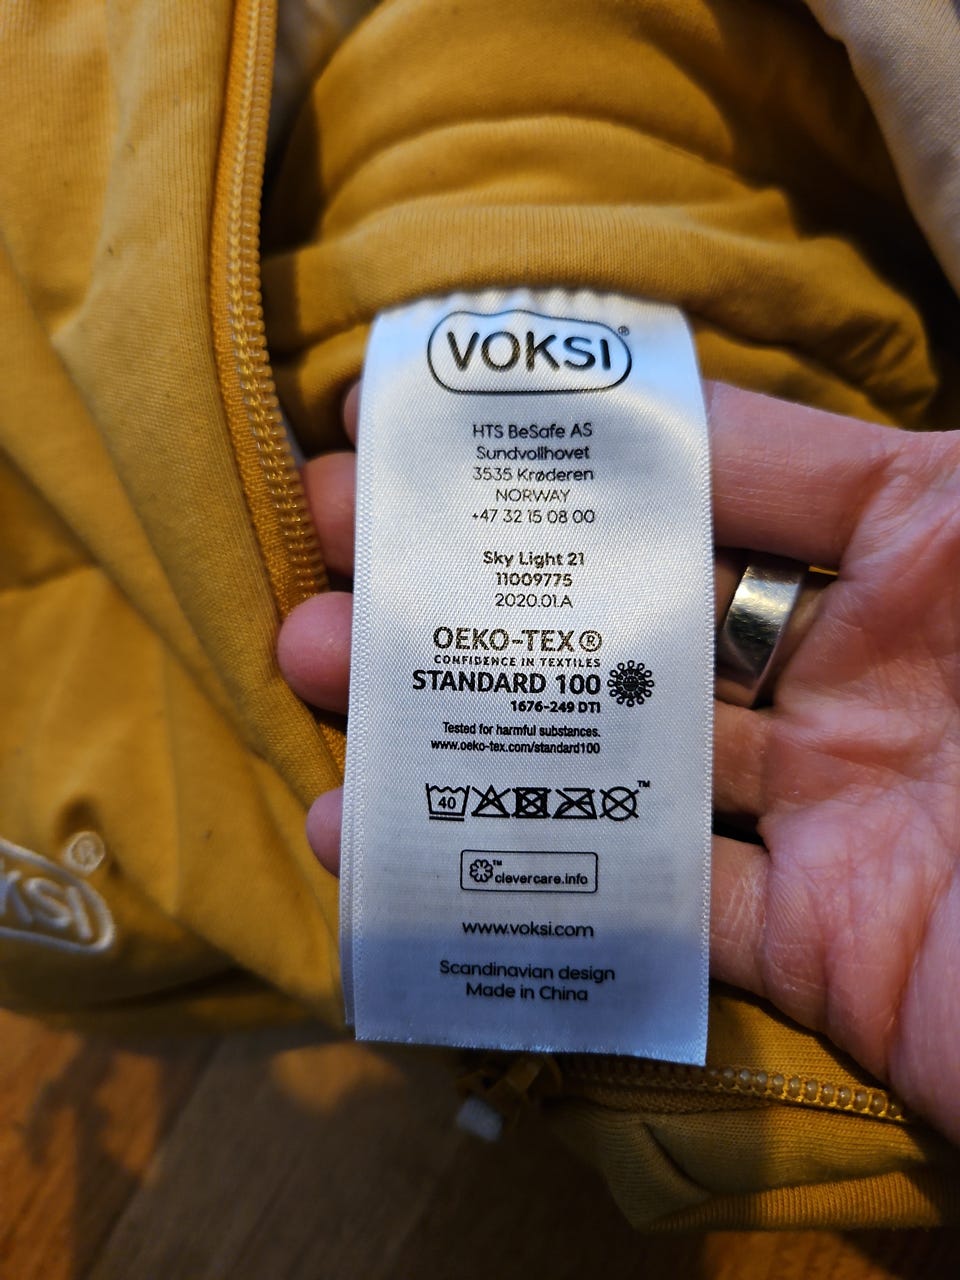 VOKSI®
HTS BeSafe AS
Sundvollhovet
3535 Krøderen
NORWAY
+47 32 15 08 00
Sky Light 21
11009775
2020.01.A
OEKO-TEX®
CONFIDENCE IN TEXTILES
STANDARD 100
1676-249 DTI
Tested for harmful substances.
www.oeko-tex.com/standard100
40 ™
™ clevercare.info
www.voksi.com
Scandinavian design
Made in China
®